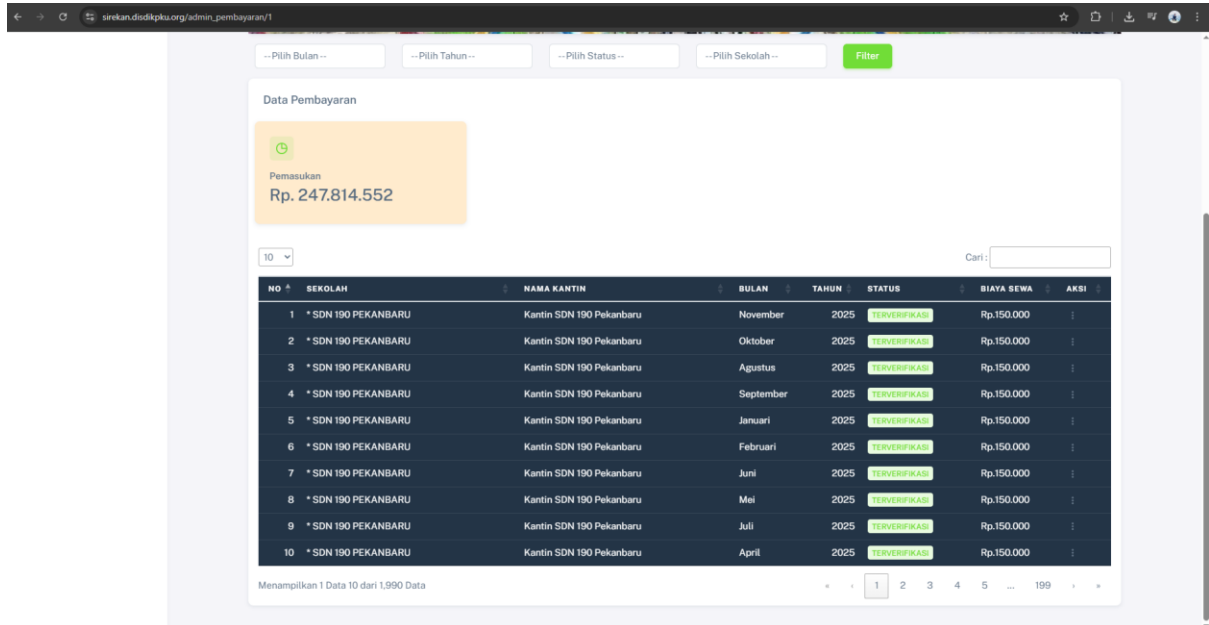 sirekan.disdikpku.org/admin_pembayaran/1
--Pilih Bulan-- --Pilih Tahun-- --Pilih Status-- --Pilih Sekolah-- Filter
Data Pembayaran
Pemasukan
Rp. 247.814.552
10 Cari :
NO SEKOLAH NAMA KANTIN BULAN TAHUN STATUS BIAYA SEWA AKSI
1 * SDN 190 PEKANBARU Kantin SDN 190 Pekanbaru November 2025 TERVERIFIKASI Rp.150.000
2 * SDN 190 PEKANBARU Kantin SDN 190 Pekanbaru Oktober 2025 TERVERIFIKASI Rp.150.000
3 * SDN 190 PEKANBARU Kantin SDN 190 Pekanbaru Agustus 2025 TERVERIFIKASI Rp.150.000
4 * SDN 190 PEKANBARU Kantin SDN 190 Pekanbaru September 2025 TERVERIFIKASI Rp.150.000
5 * SDN 190 PEKANBARU Kantin SDN 190 Pekanbaru Januari 2025 TERVERIFIKASI Rp.150.000
6 * SDN 190 PEKANBARU Kantin SDN 190 Pekanbaru Februari 2025 TERVERIFIKASI Rp.150.000
7 * SDN 190 PEKANBARU Kantin SDN 190 Pekanbaru Juni 2025 TERVERIFIKASI Rp.150.000
8 * SDN 190 PEKANBARU Kantin SDN 190 Pekanbaru Mei 2025 TERVERIFIKASI Rp.150.000
9 * SDN 190 PEKANBARU Kantin SDN 190 Pekanbaru Juli 2025 TERVERIFIKASI Rp.150.000
10 * SDN 190 PEKANBARU Kantin SDN 190 Pekanbaru April 2025 TERVERIFIKASI Rp.150.000
Menampilkan 1 Data 10 dari 1,990 Data « ‹ 1 2 3 4 5 ... 199 › »